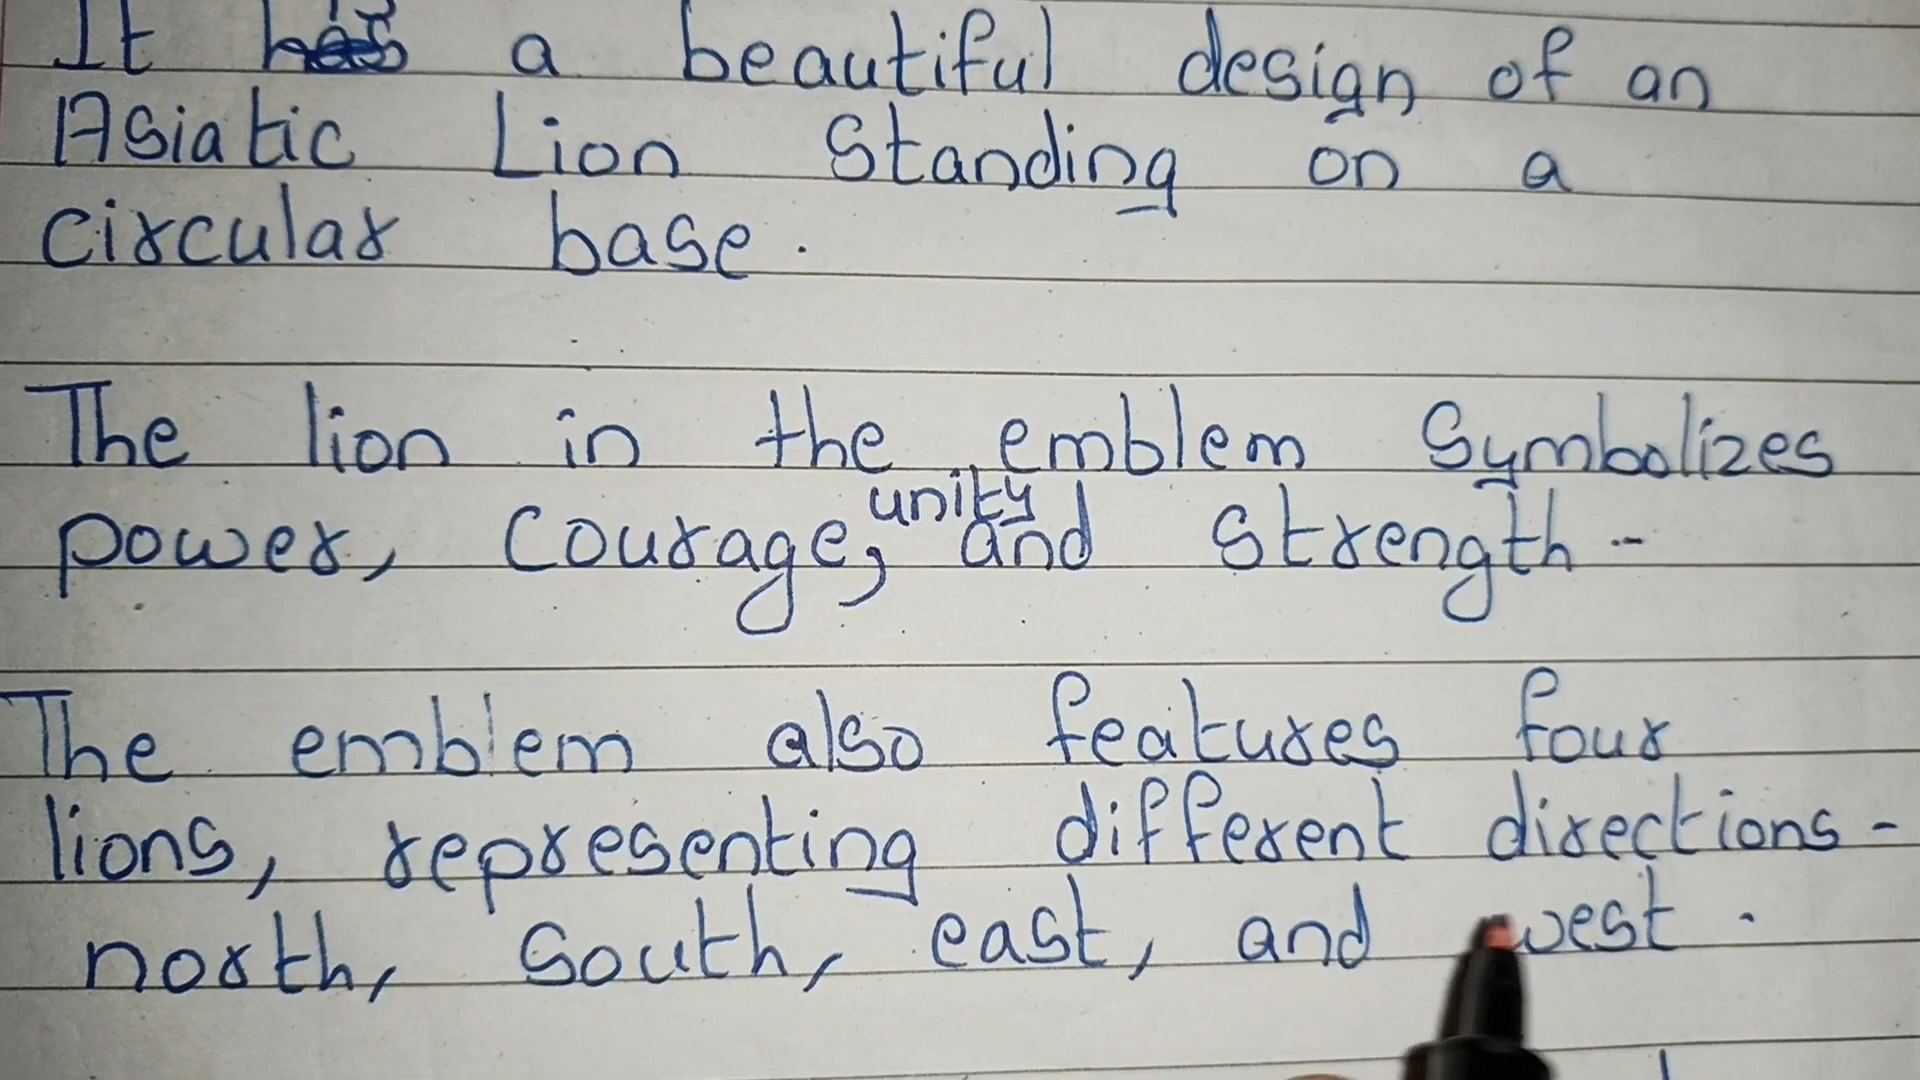 It has a beautiful design of an
Asiatic Lion Standing on a
circular base.
The lion in the emblem Symbolizes
power, Courage, unity and strength -
The emblem also features four
lions, representing different directions -
north, South, east, and west.